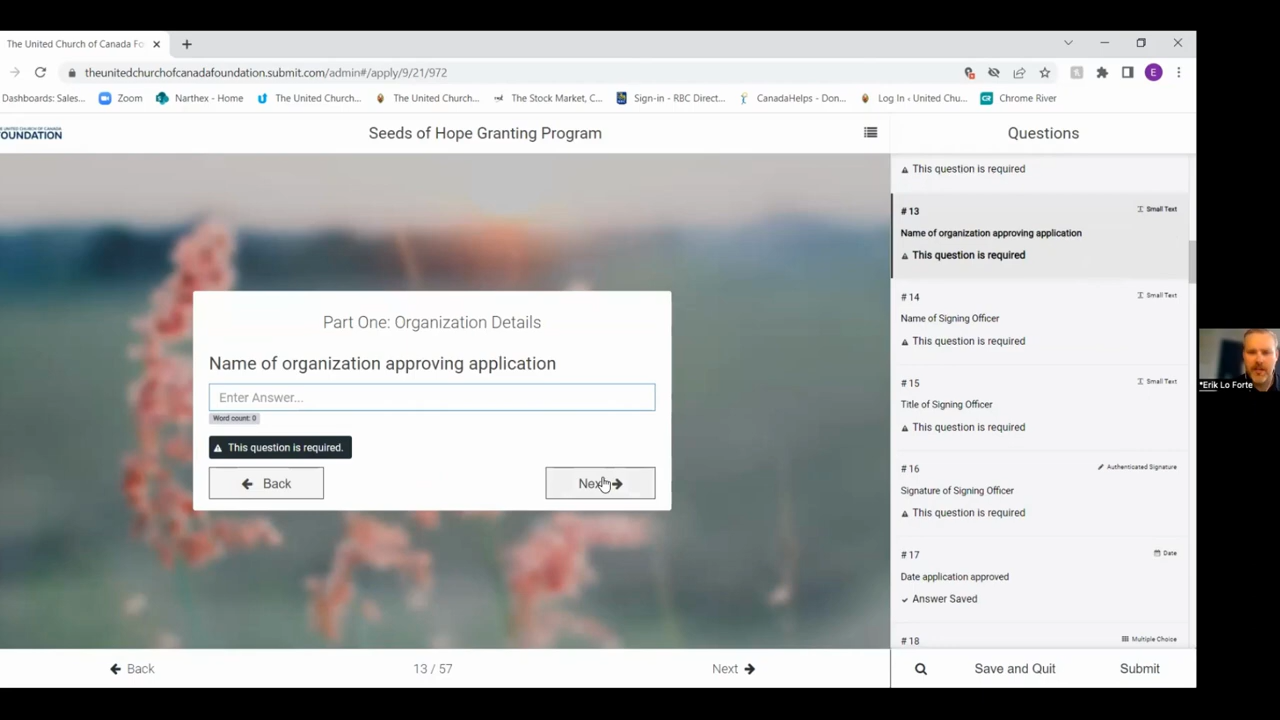 The United Church of Canada Fo
theunitedchurchofcanadafoundation.submit.com/admin#/apply/9/21/972
E
Dashboards: Sales...
Zoom
Narthex - Home
The United Church...
The United Church...
The Stock Market, C...
Sign-in - RBC Direct...
CanadaHelps - Don...
Log In ‹ United Chu...
CR
Chrome River
OUNDATION
Seeds of Hope Granting Program
Questions
This question is required
# 13
Small Text
Name of organization approving application
This question is required
# 14
Small Text
Name of Signing Officer
This question is required
# 15
Small Text
Title of Signing Officer
This question is required
# 16
Authenticated Signature
Signature of Signing Officer
This question is required
# 17
Date
Date application approved
Answer Saved
# 18
Multiple Choice
Part One: Organization Details
Name of organization approving application
Enter Answer...
Word count: 0
This question is required.
Back
Next
*Erik Lo Forte
Back
13 / 57
Next
Save and Quit
Submit